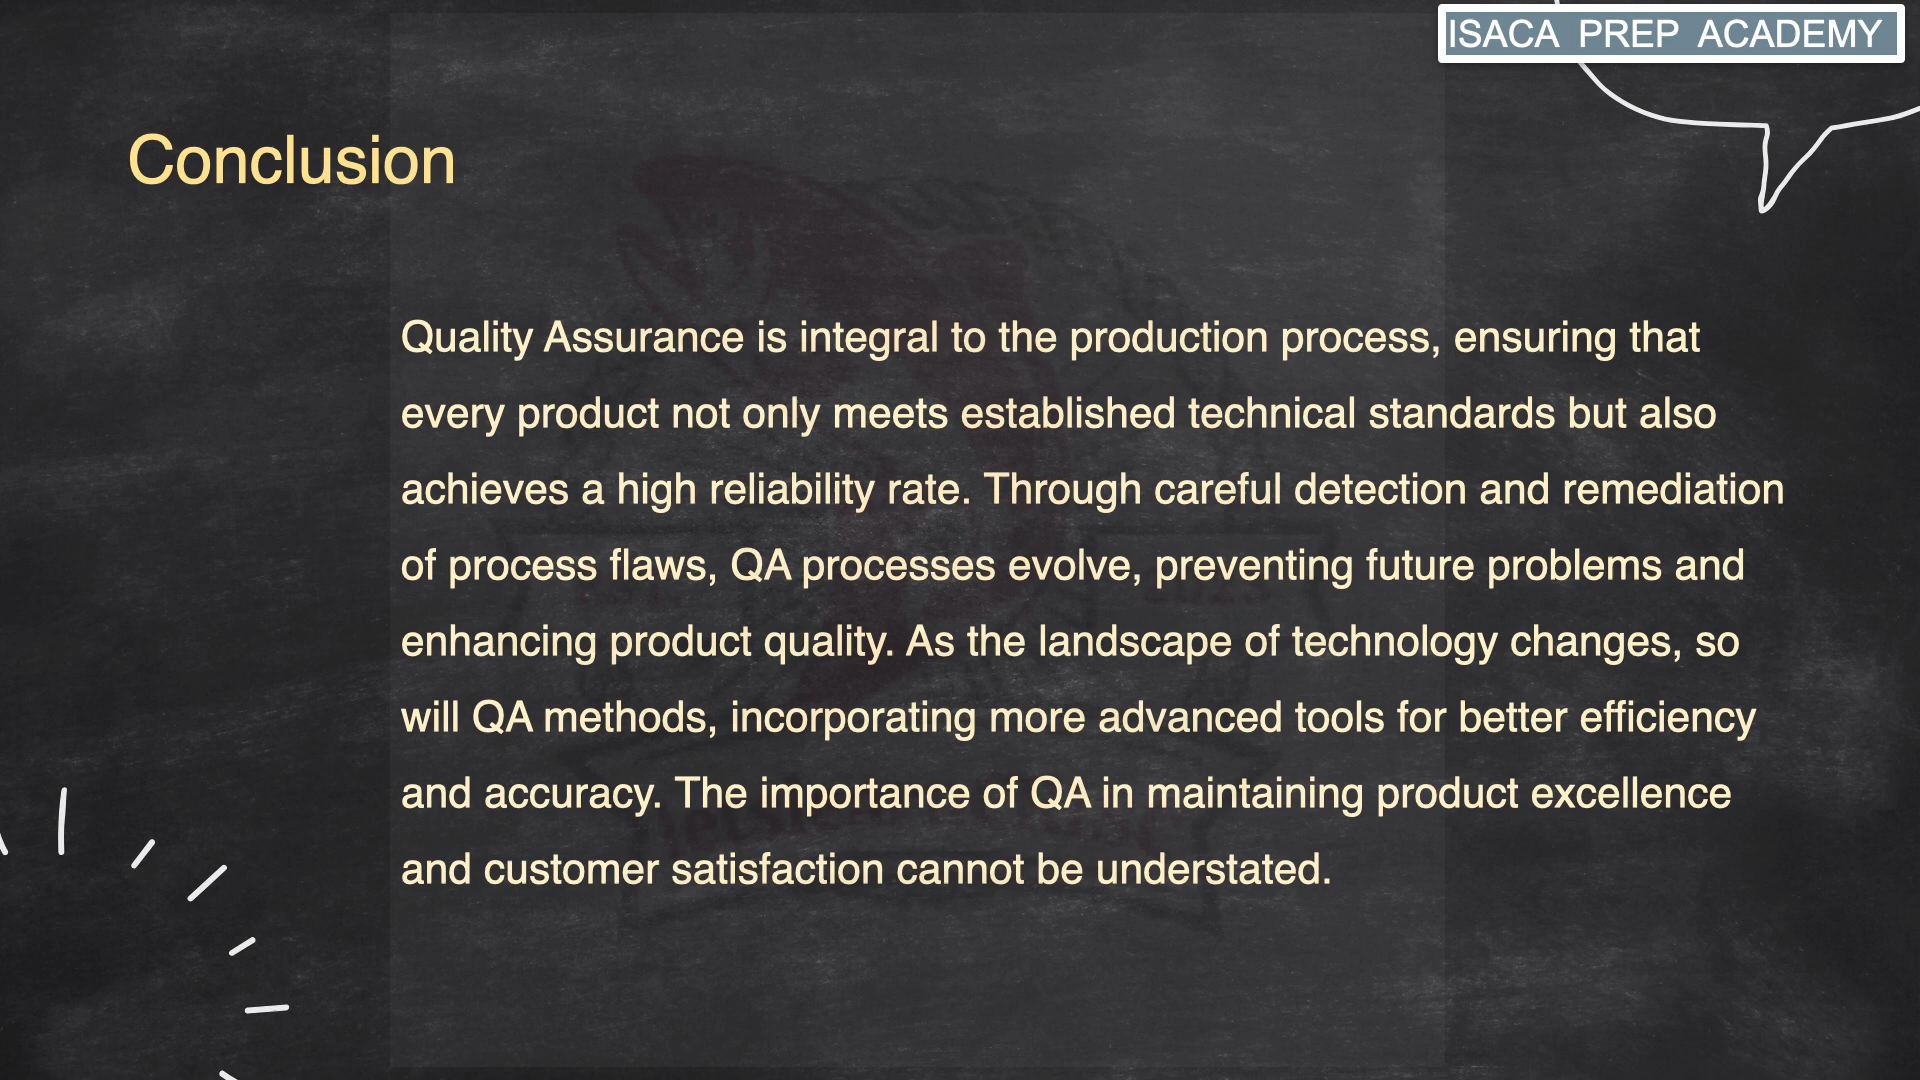 ISACA PREP ACADEMY
Conclusion
Quality Assurance is integral to the production process, ensuring that
every product not only meets established technical standards but also
achieves a high reliability rate. Through careful detection and remediation
of process flaws, QA processes evolve, preventing future problems and
enhancing product quality. As the landscape of technology changes, so
will QA methods, incorporating more advanced tools for better efficiency
and accuracy. The importance of QA in maintaining product excellence
and customer satisfaction cannot be understated.